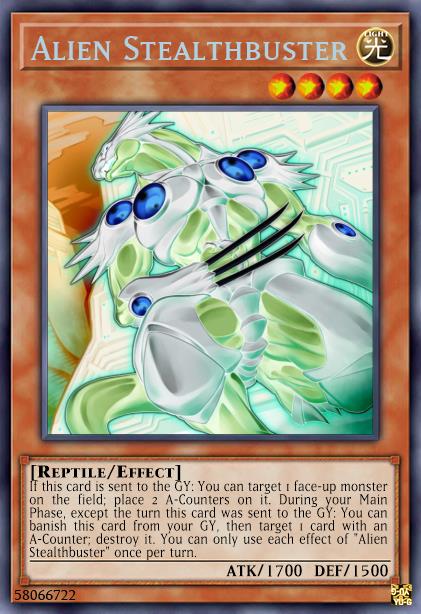 Alien Stealthbuster
LIGHT
光
[Reptile/Effect]
If this card is sent to the GY: You can target 1 face-up monster
on the field; place 2 A-Counters on it. During your Main
Phase, except the turn this card was sent to the GY: You can
banish this card from your GY, then target 1 card with an
A-Counter; destroy it. You can only use each effect of "Alien
Stealthbuster" once per turn.
ATK/1700 DEF/1500
58066722